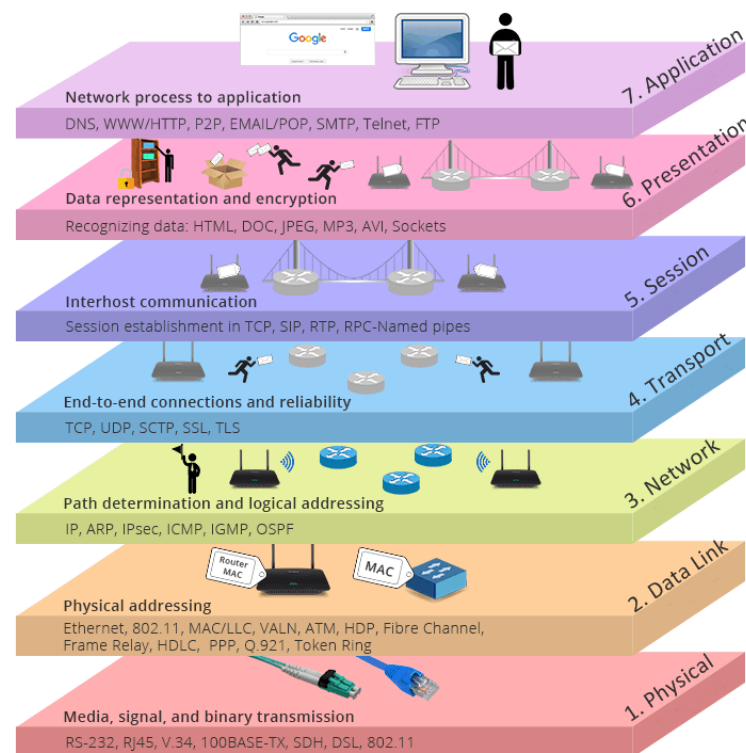 Google
7. Application
Network process to application
DNS, WWW/HTTP, P2P, EMAIL/POP, SMTP, Telnet, FTP
6. Presentation
Data representation and encryption
Recognizing data: HTML, DOC, JPEG, MP3, AVI, Sockets
5. Session
Interhost communication
Session establishment in TCP, SIP, RTP, RPC-Named pipes
4. Transport
End-to-end connections and reliability
TCP, UDP, SCTP, SSL, TLS
3. Network
Path determination and logical addressing
IP, ARP, IPsec, ICMP, IGMP, OSPF
Router
MAC
MAC
2. Data Link
Physical addressing
Ethernet, 802.11, MAC/LLC, VALN, ATM, HDP, Fibre Channel,
Frame Relay, HDLC, PPP, Q.921, Token Ring
1. Physical
Media, signal, and binary transmission
RS-232, RJ45, V.34, 100BASE-TX, SDH, DSL, 802.11